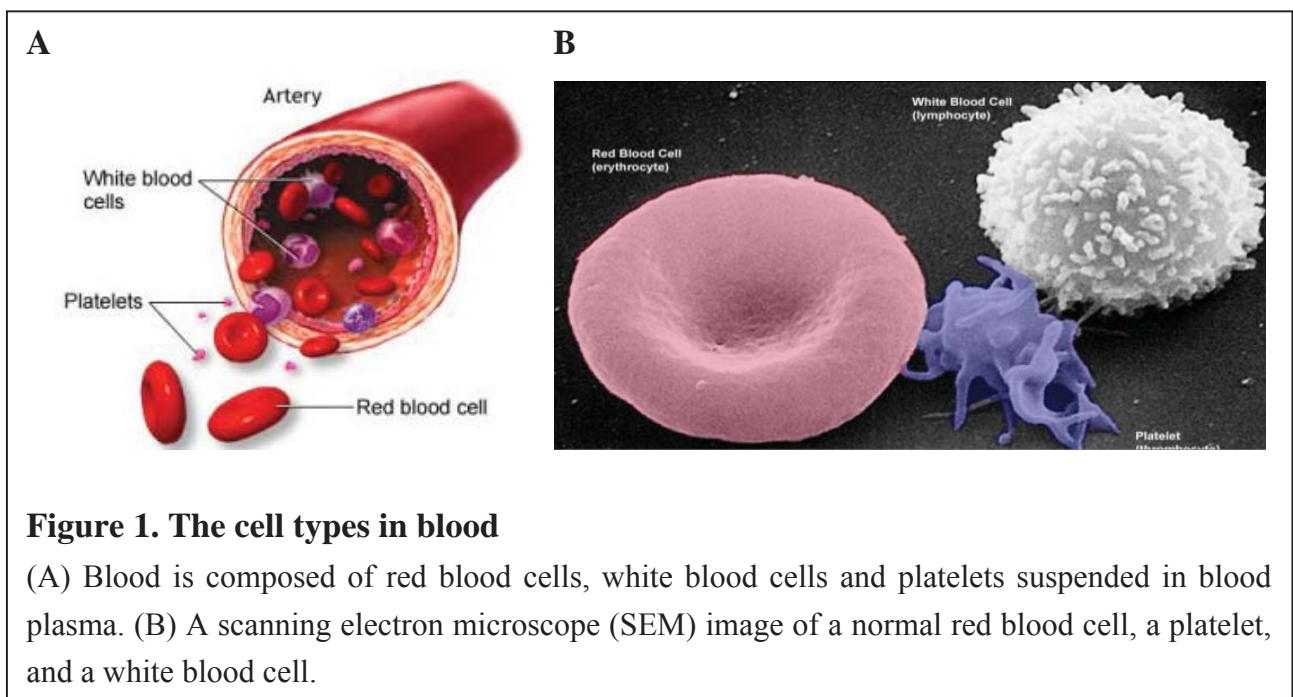 A
B
Artery
White blood
cells
Platelets
Red blood cell
White Blood Cell
(lymphocyte)
Red Blood Cell
(erythrocyte)
Platelet
(thrombocyte)
Figure 1. The cell types in blood
(A) Blood is composed of red blood cells, white blood cells and platelets suspended in blood
plasma. (B) A scanning electron microscope (SEM) image of a normal red blood cell, a platelet,
and a white blood cell.